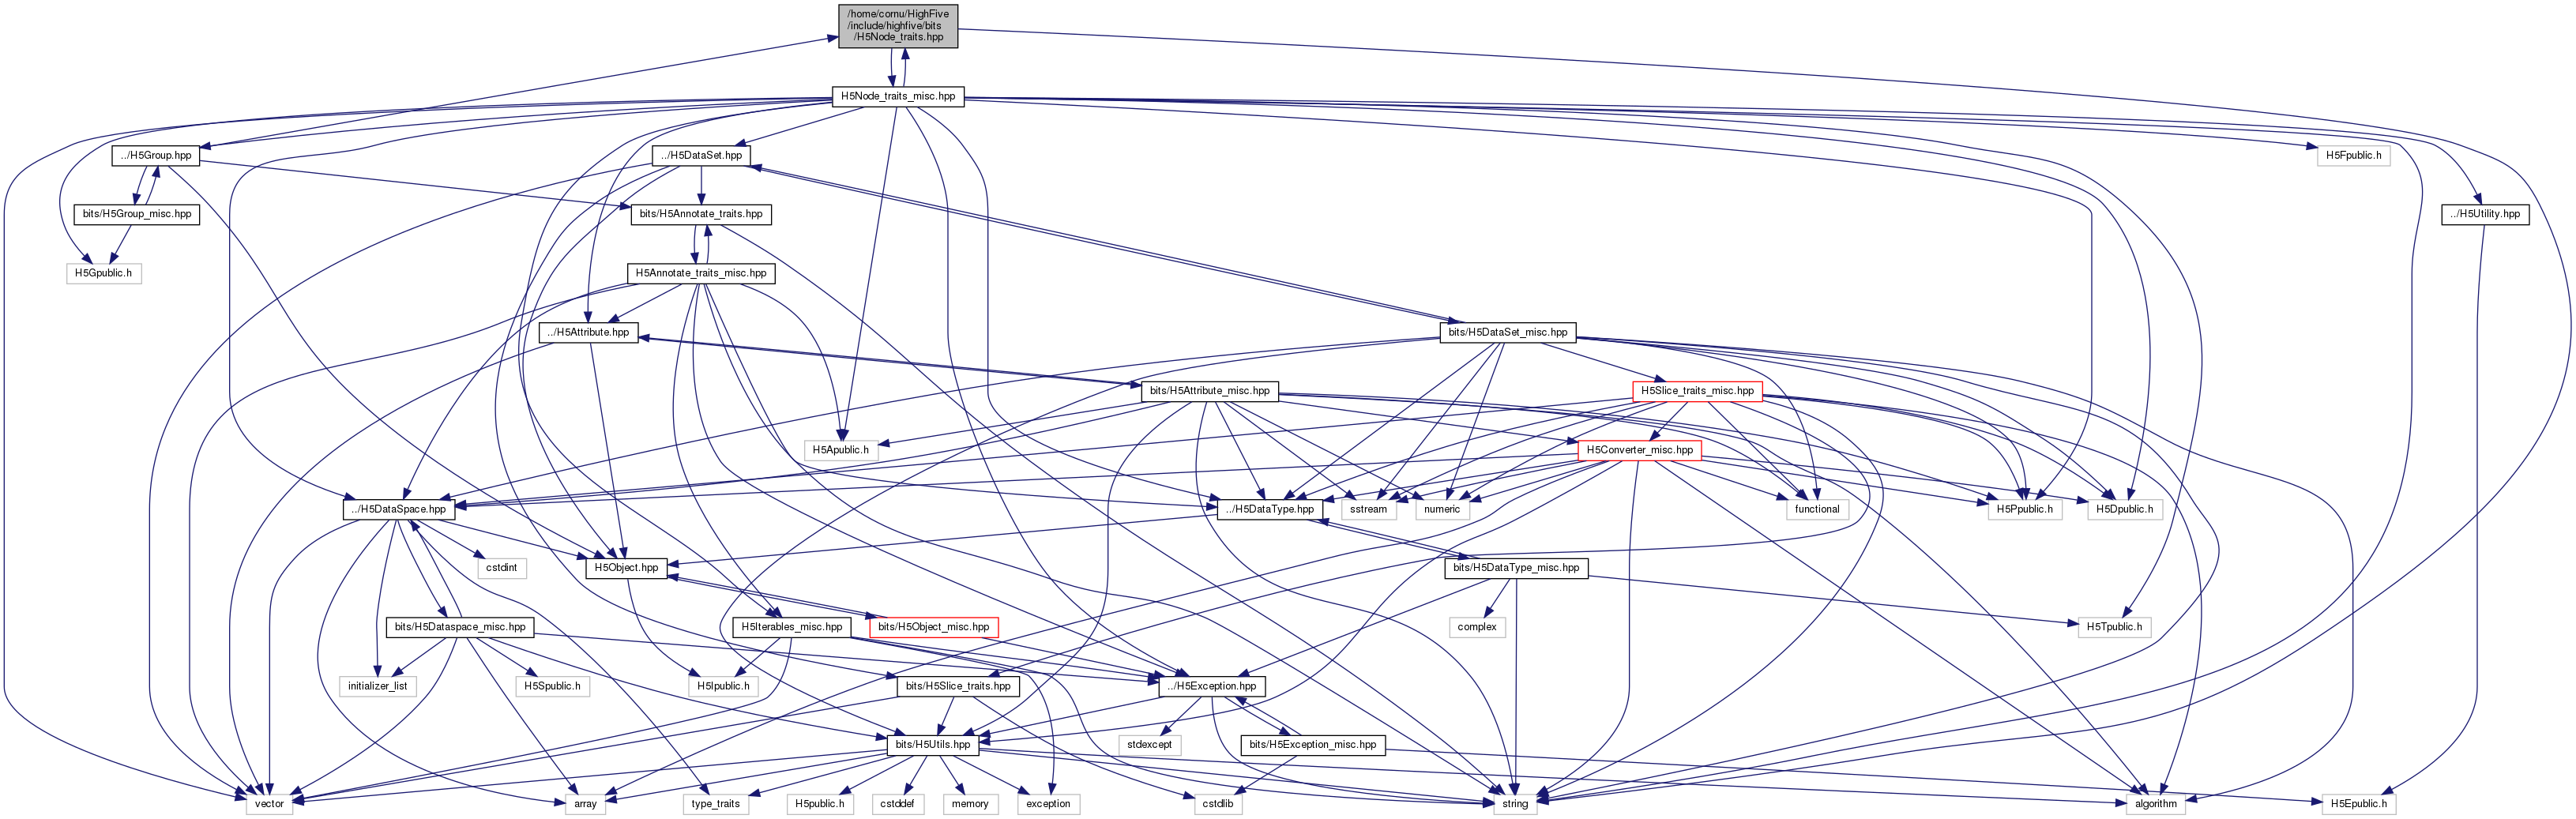 /home/cornu/HighFive
/include/highfive/bits
/H5Node_traits.hpp
H5Node_traits_misc.hpp
../H5Group.hpp
../H5DataSet.hpp
H5Fpublic.h
bits/H5Group_misc.hpp
bits/H5Annotate_traits.hpp
../H5Utility.hpp
H5Gpublic.h
H5Annotate_traits_misc.hpp
../H5Attribute.hpp
bits/H5DataSet_misc.hpp
bits/H5Attribute_misc.hpp
H5Slice_traits_misc.hpp
H5Apublic.h
H5Converter_misc.hpp
../H5DataSpace.hpp
../H5DataType.hpp
sstream
numeric
functional
H5Ppublic.h
H5Dpublic.h
cstdint
H5Object.hpp
bits/H5DataType_misc.hpp
bits/H5Dataspace_misc.hpp
H5Iterables_misc.hpp
bits/H5Object_misc.hpp
complex
H5Tpublic.h
initializer_list
H5Spublic.h
H5Ipublic.h
bits/H5Slice_traits.hpp
../H5Exception.hpp
bits/H5Utils.hpp
stdexcept
bits/H5Exception_misc.hpp
vector
array
type_traits
H5public.h
cstddef
memory
exception
cstdlib
string
algorithm
H5Epublic.h